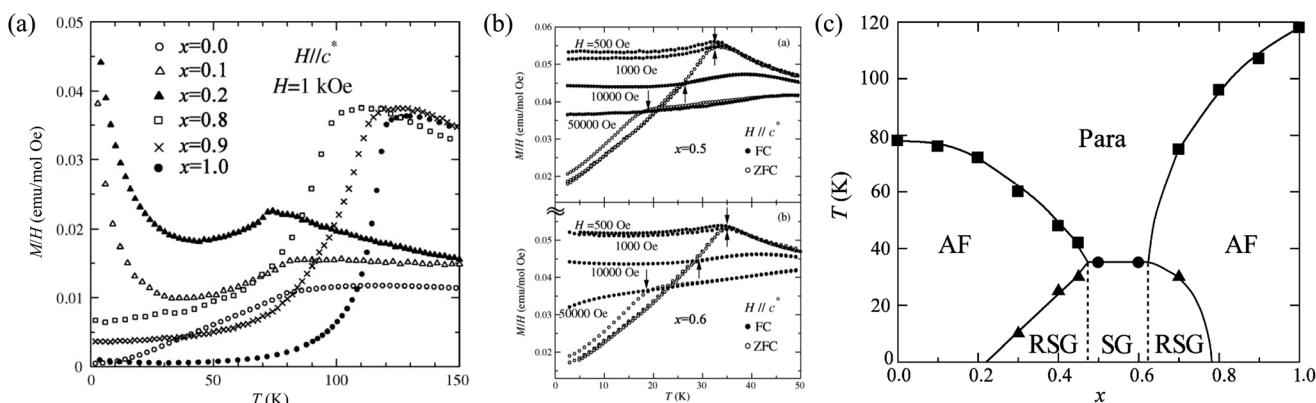 (a)
0.05
0.04
0.03
0.02
0.01
0
M/H (emu/mol Oe)
x=0.0
x=0.1
x=0.2
x=0.8
x=0.9
x=1.0
H//c*
H=1 kOe
0 50 100 150
T (K)
(b)
0.06
0.05
0.04
0.03
0.02
M/H (emu/mol Oe)
(a)
H=500 Oe
1000 Oe
10000 Oe
50000 Oe
H // c*
x=0.5
FC
ZFC
0.05
0.04
0.03
0.02
M/H (emu/mol Oe)
(b)
H=500 Oe
1000 Oe
10000 Oe
50000 Oe
H // c*
x=0.6
FC
ZFC
0 10 20 30 40 50
T (K)
(c)
120
100
80
60
40
20
0
T (K)
Para
AF
AF
RSG
SG
RSG
0.0 0.2 0.4 0.6 0.8 1.0
x